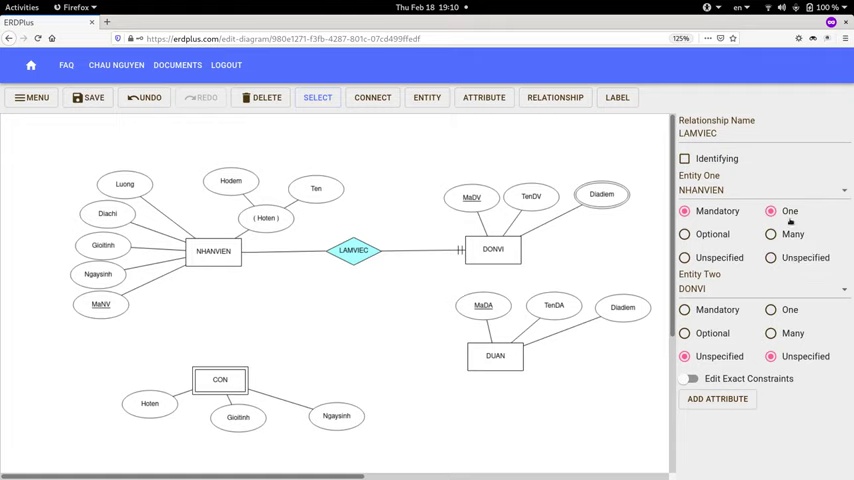 Activities Firefox Thu Feb 18 19:10 en 100 %
ERDPlus
https://erdplus.com/edit-diagram/980e1271-f3fb-4287-801c-07cd499ffedf 125%
FAQ CHAU NGUYEN DOCUMENTS LOGOUT
MENU SAVE UNDO REDO DELETE SELECT CONNECT ENTITY ATTRIBUTE RELATIONSHIP LABEL
Relationship Name
LAMVIEC
Identifying
Entity One
NHANVIEN
Mandatory One
Optional Many
Unspecified Unspecified
Entity Two
DONVI
Mandatory One
Optional Many
Unspecified Unspecified
Edit Exact Constraints
ADD ATTRIBUTE
Luong
Hodem
Ten
Diachi
( Hoten )
Gioitinh
NHANVIEN
Ngaysinh
MaNV
LAMVIEC
MaDV
TenDV
Diadiem
DONVI
MaDA
TenDA
Diadiem
DUAN
CON
Hoten
Gioitinh
Ngaysinh